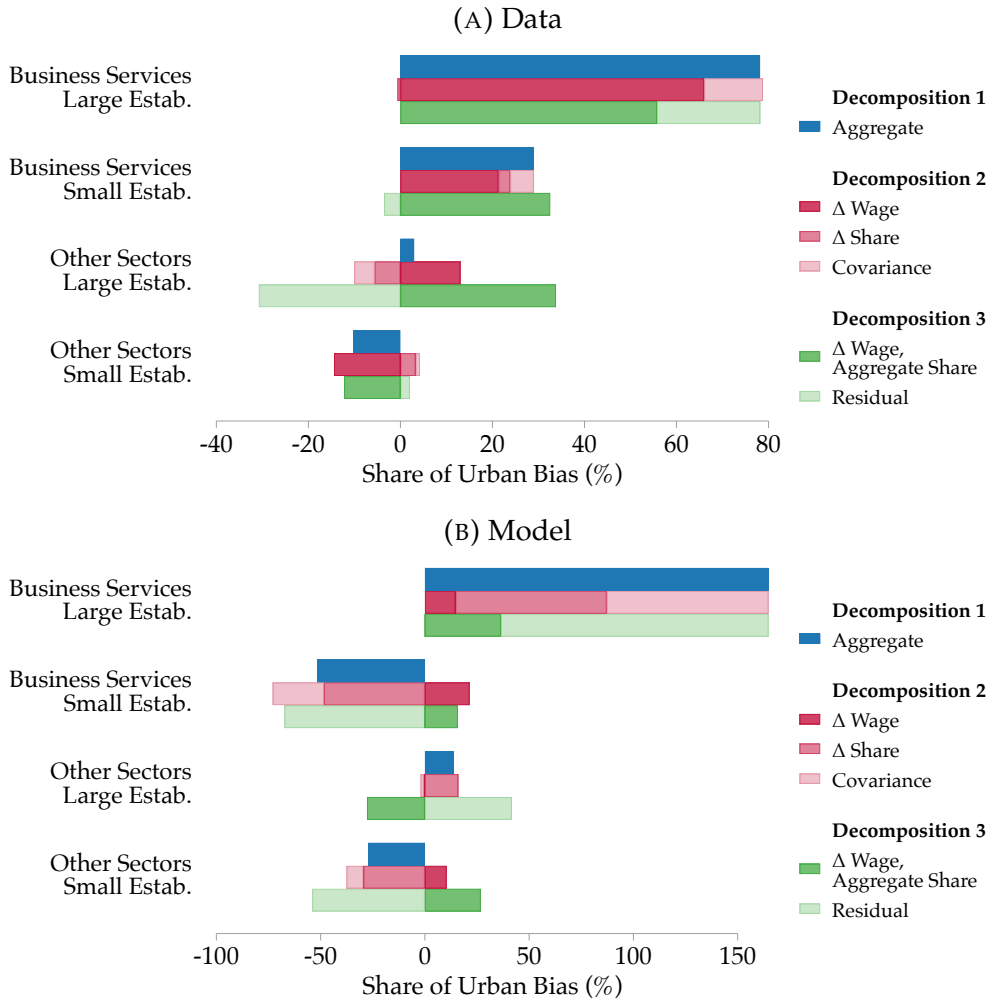 (A) Data
Business Services
Large Estab.
Business Services
Small Estab.
Other Sectors
Large Estab.
Other Sectors
Small Estab.
-40 -20 0 20 40 60 80
Share of Urban Bias (%)
Decomposition 1
Aggregate
Decomposition 2
Δ Wage
Δ Share
Covariance
Decomposition 3
Δ Wage,
Aggregate Share
Residual
(B) Model
Business Services
Large Estab.
Business Services
Small Estab.
Other Sectors
Large Estab.
Other Sectors
Small Estab.
-100 -50 0 50 100 150
Share of Urban Bias (%)
Decomposition 1
Aggregate
Decomposition 2
Δ Wage
Δ Share
Covariance
Decomposition 3
Δ Wage,
Aggregate Share
Residual